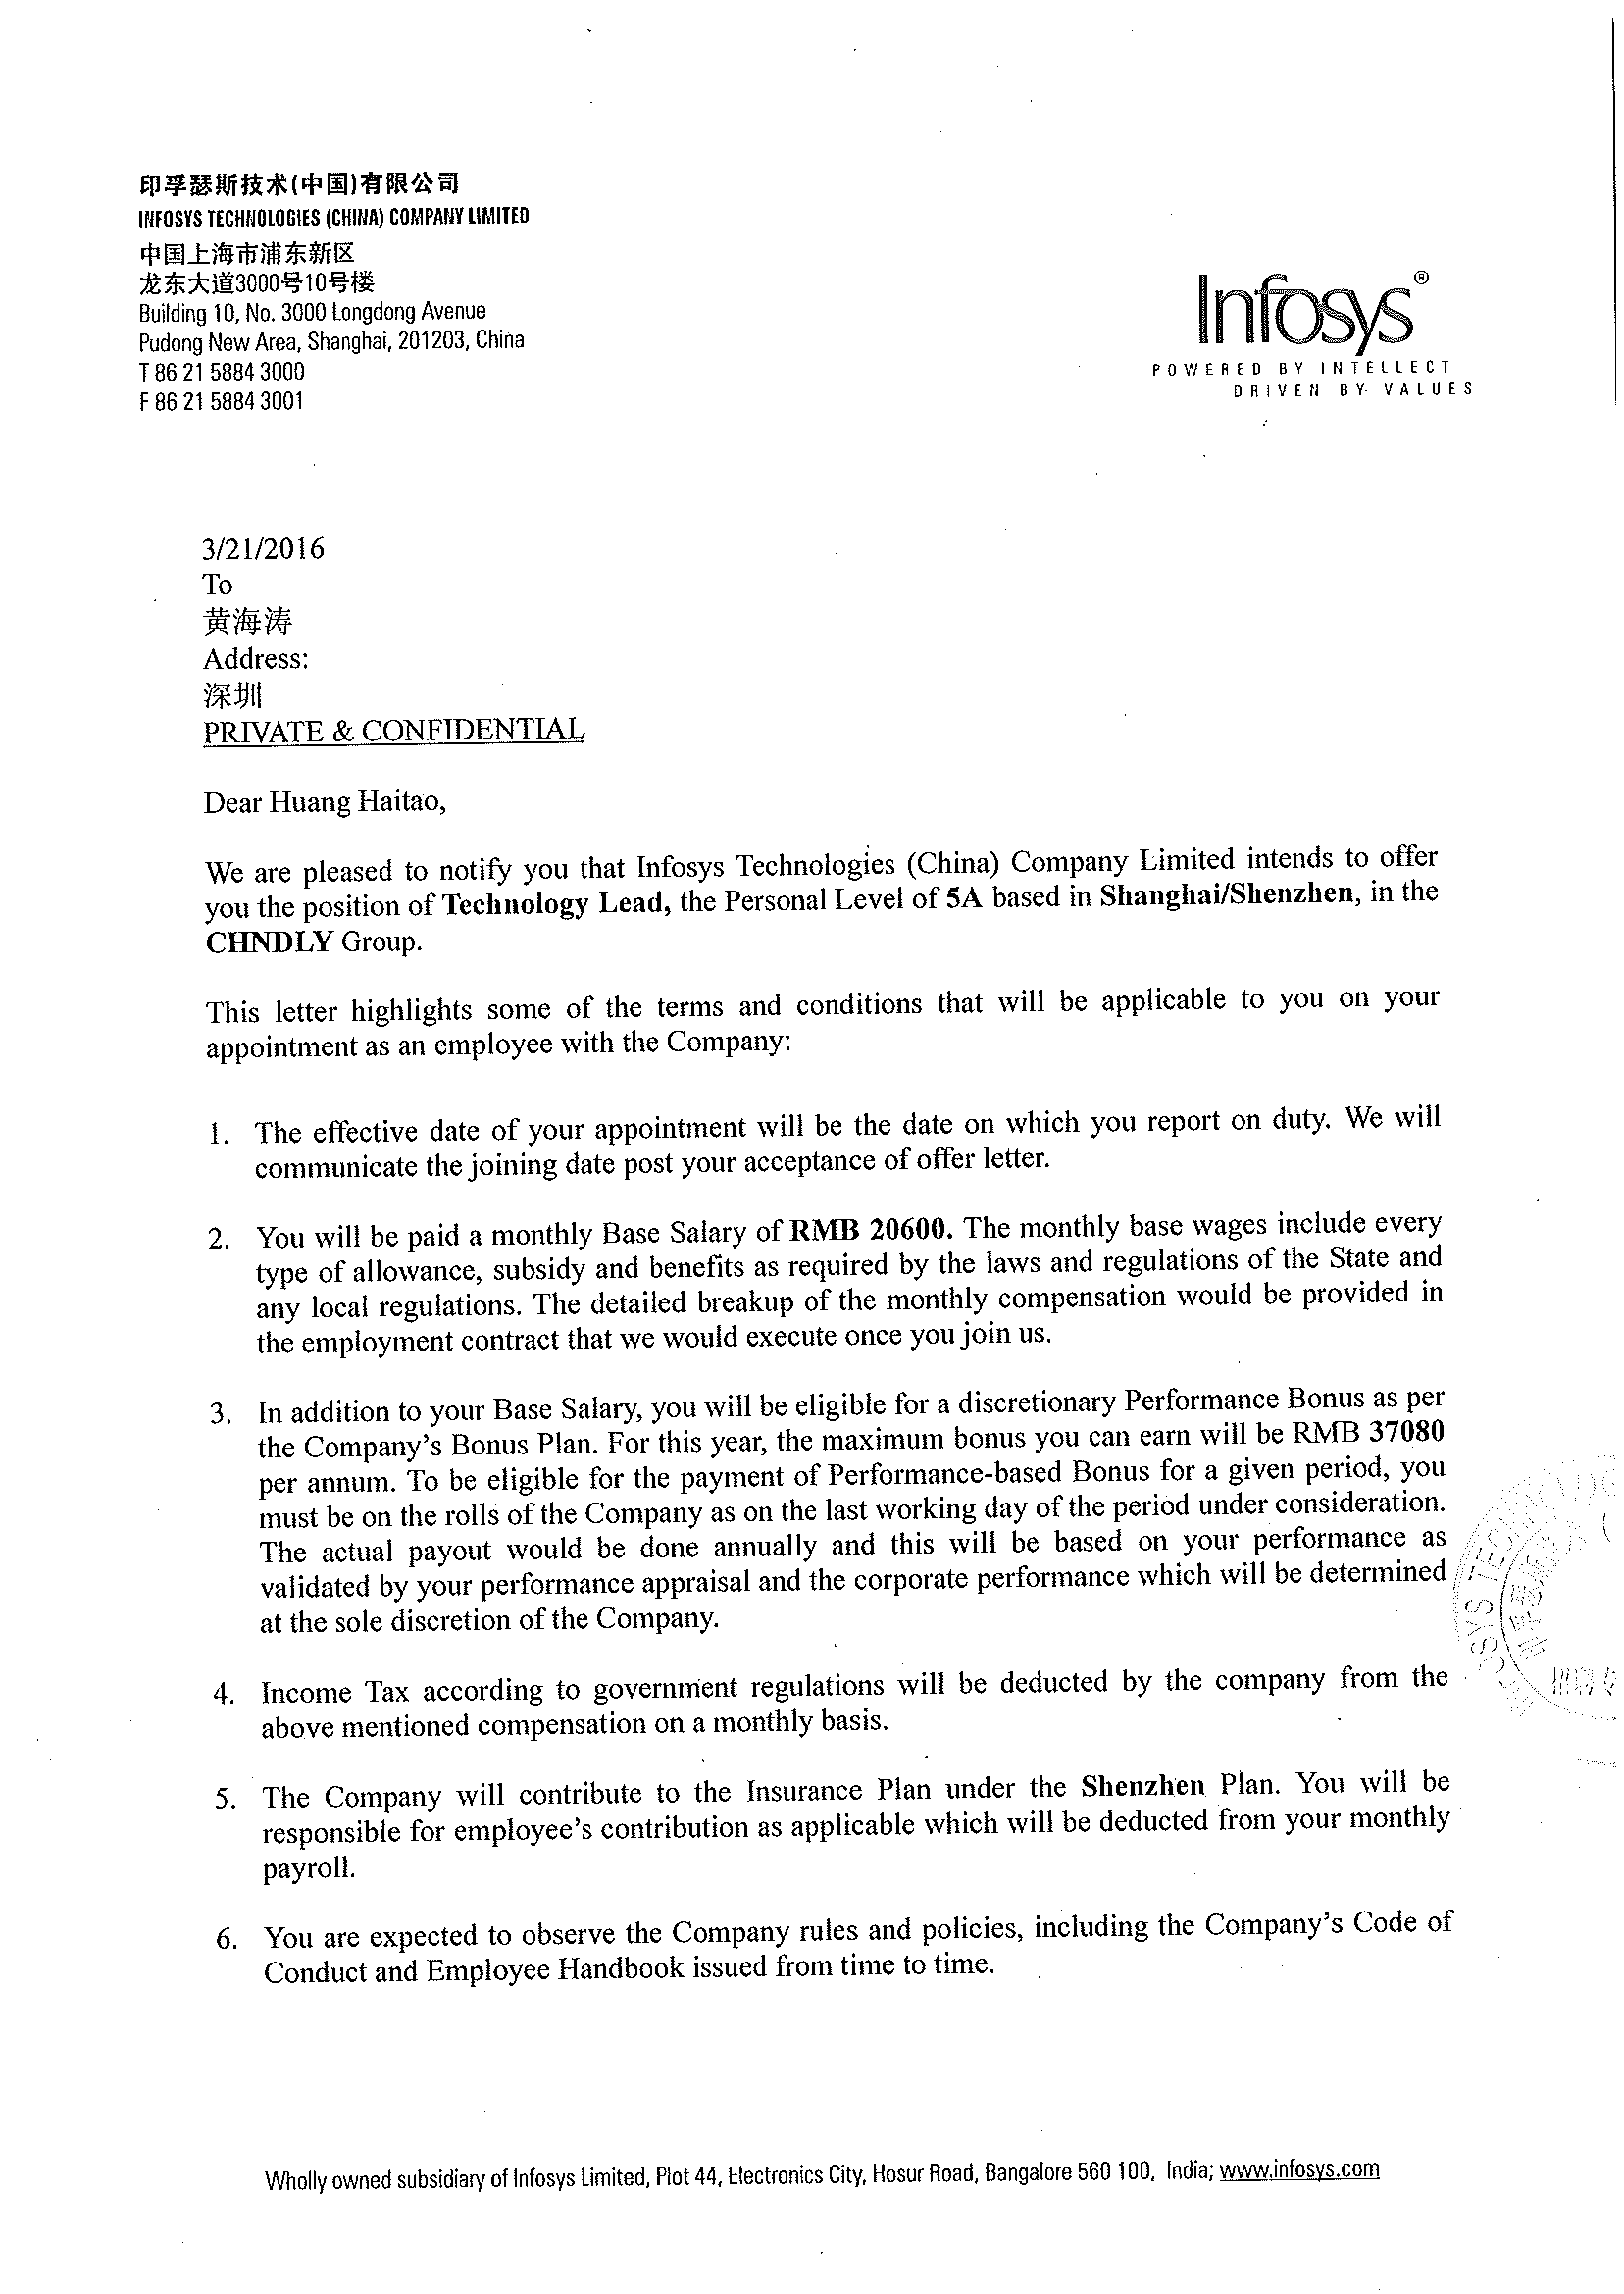 印孚瑟斯技术(中国)有限公司
INFOSYS TECHNOLOGIES (CHINA) COMPANY LIMITED
中国上海市浦东新区
龙东大道3000号10号楼
Building 10, No. 3000 Longdong Avenue
Pudong New Area, Shanghai, 201203, China
T 86 21 5884 3000
F 86 21 5884 3001
Infosys®
POWERED BY INTELLECT
DRIVEN BY VALUES
3/21/2016
To
黄海涛
Address:
深圳
PRIVATE & CONFIDENTIAL
Dear Huang Haitao,
We are pleased to notify you that Infosys Technologies (China) Company Limited intends to offer
you the position of Technology Lead, the Personal Level of 5A based in Shanghai/Shenzhen, in the
CHNDLY Group.
This letter highlights some of the terms and conditions that will be applicable to you on your
appointment as an employee with the Company:
1. The effective date of your appointment will be the date on which you report on duty. We will
communicate the joining date post your acceptance of offer letter.
2. You will be paid a monthly Base Salary of RMB 20600. The monthly base wages include every
type of allowance, subsidy and benefits as required by the laws and regulations of the State and
any local regulations. The detailed breakup of the monthly compensation would be provided in
the employment contract that we would execute once you join us.
3. In addition to your Base Salary, you will be eligible for a discretionary Performance Bonus as per
the Company's Bonus Plan. For this year, the maximum bonus you can earn will be RMB 37080
per annum. To be eligible for the payment of Performance-based Bonus for a given period, you
must be on the rolls of the Company as on the last working day of the period under consideration.
The actual payout would be done annually and this will be based on your performance as
validated by your performance appraisal and the corporate performance which will be determined
at the sole discretion of the Company.
4. Income Tax according to government regulations will be deducted by the company from the
above mentioned compensation on a monthly basis.
5. The Company will contribute to the Insurance Plan under the Shenzhen Plan. You will be
responsible for employee's contribution as applicable which will be deducted from your monthly
payroll.
6. You are expected to observe the Company rules and policies, including the Company's Code of
Conduct and Employee Handbook issued from time to time.
Wholly owned subsidiary of Infosys Limited, Plot 44, Electronics City, Hosur Road, Bangalore 560 100, India; www.infosys.com